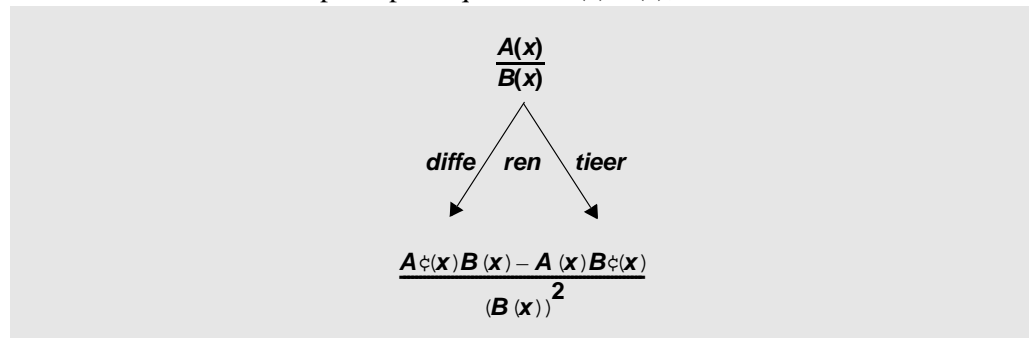 A(x)
B(x)
diffe ren tieer
A¢(x)B(x) – A(x)B¢(x)
(B(x))2